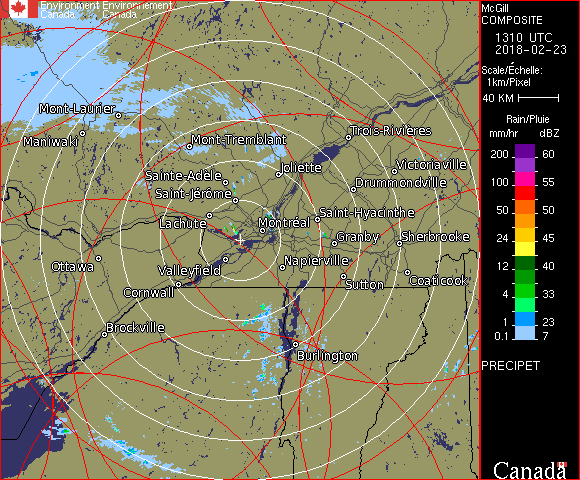 Environment Environnement
Canada Canada
McGill
COMPOSITE
1310 UTC
2018-02-23
Scale/Échelle:
1km/Pixel
40 KM
Rain/Pluie
mm/hr dBZ
200 60
100 55
50 50
24 45
12 40
4 33
1 23
0.1 7
PRECIPET
Canada
Mont-Laurier
Maniwaki
Mont-Tremblant
Trois-Rivières
Sainte-Adèle
Joliette
Victoriaville
Saint-Jérôme
Drummondville
Lachute
Montréal
Saint-Hyacinthe
Granby
Sherbrooke
Ottawa
Valleyfield
Napierville
Cornwall
Sutton
Coaticook
Brockville
Burlington